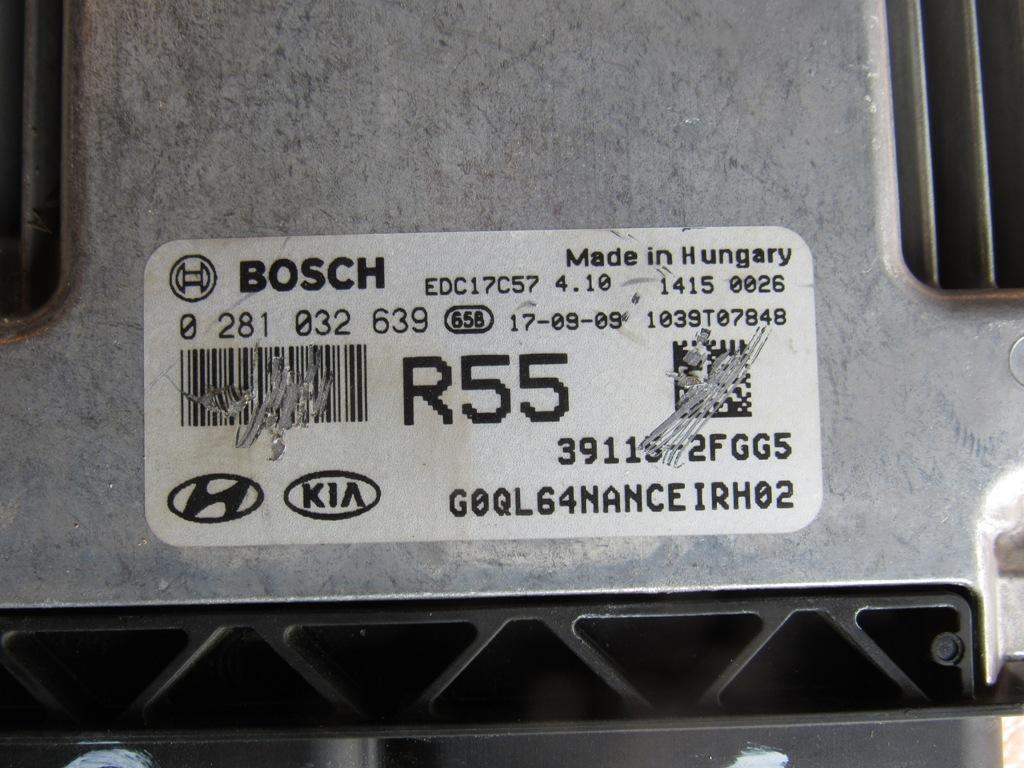 BOSCH
Made in Hungary
EDC17C57 4.10 1415 0026
0 281 032 639 65B 17-09-09 1039T07848
R55
G0QL64NANCEIRH02
KIA